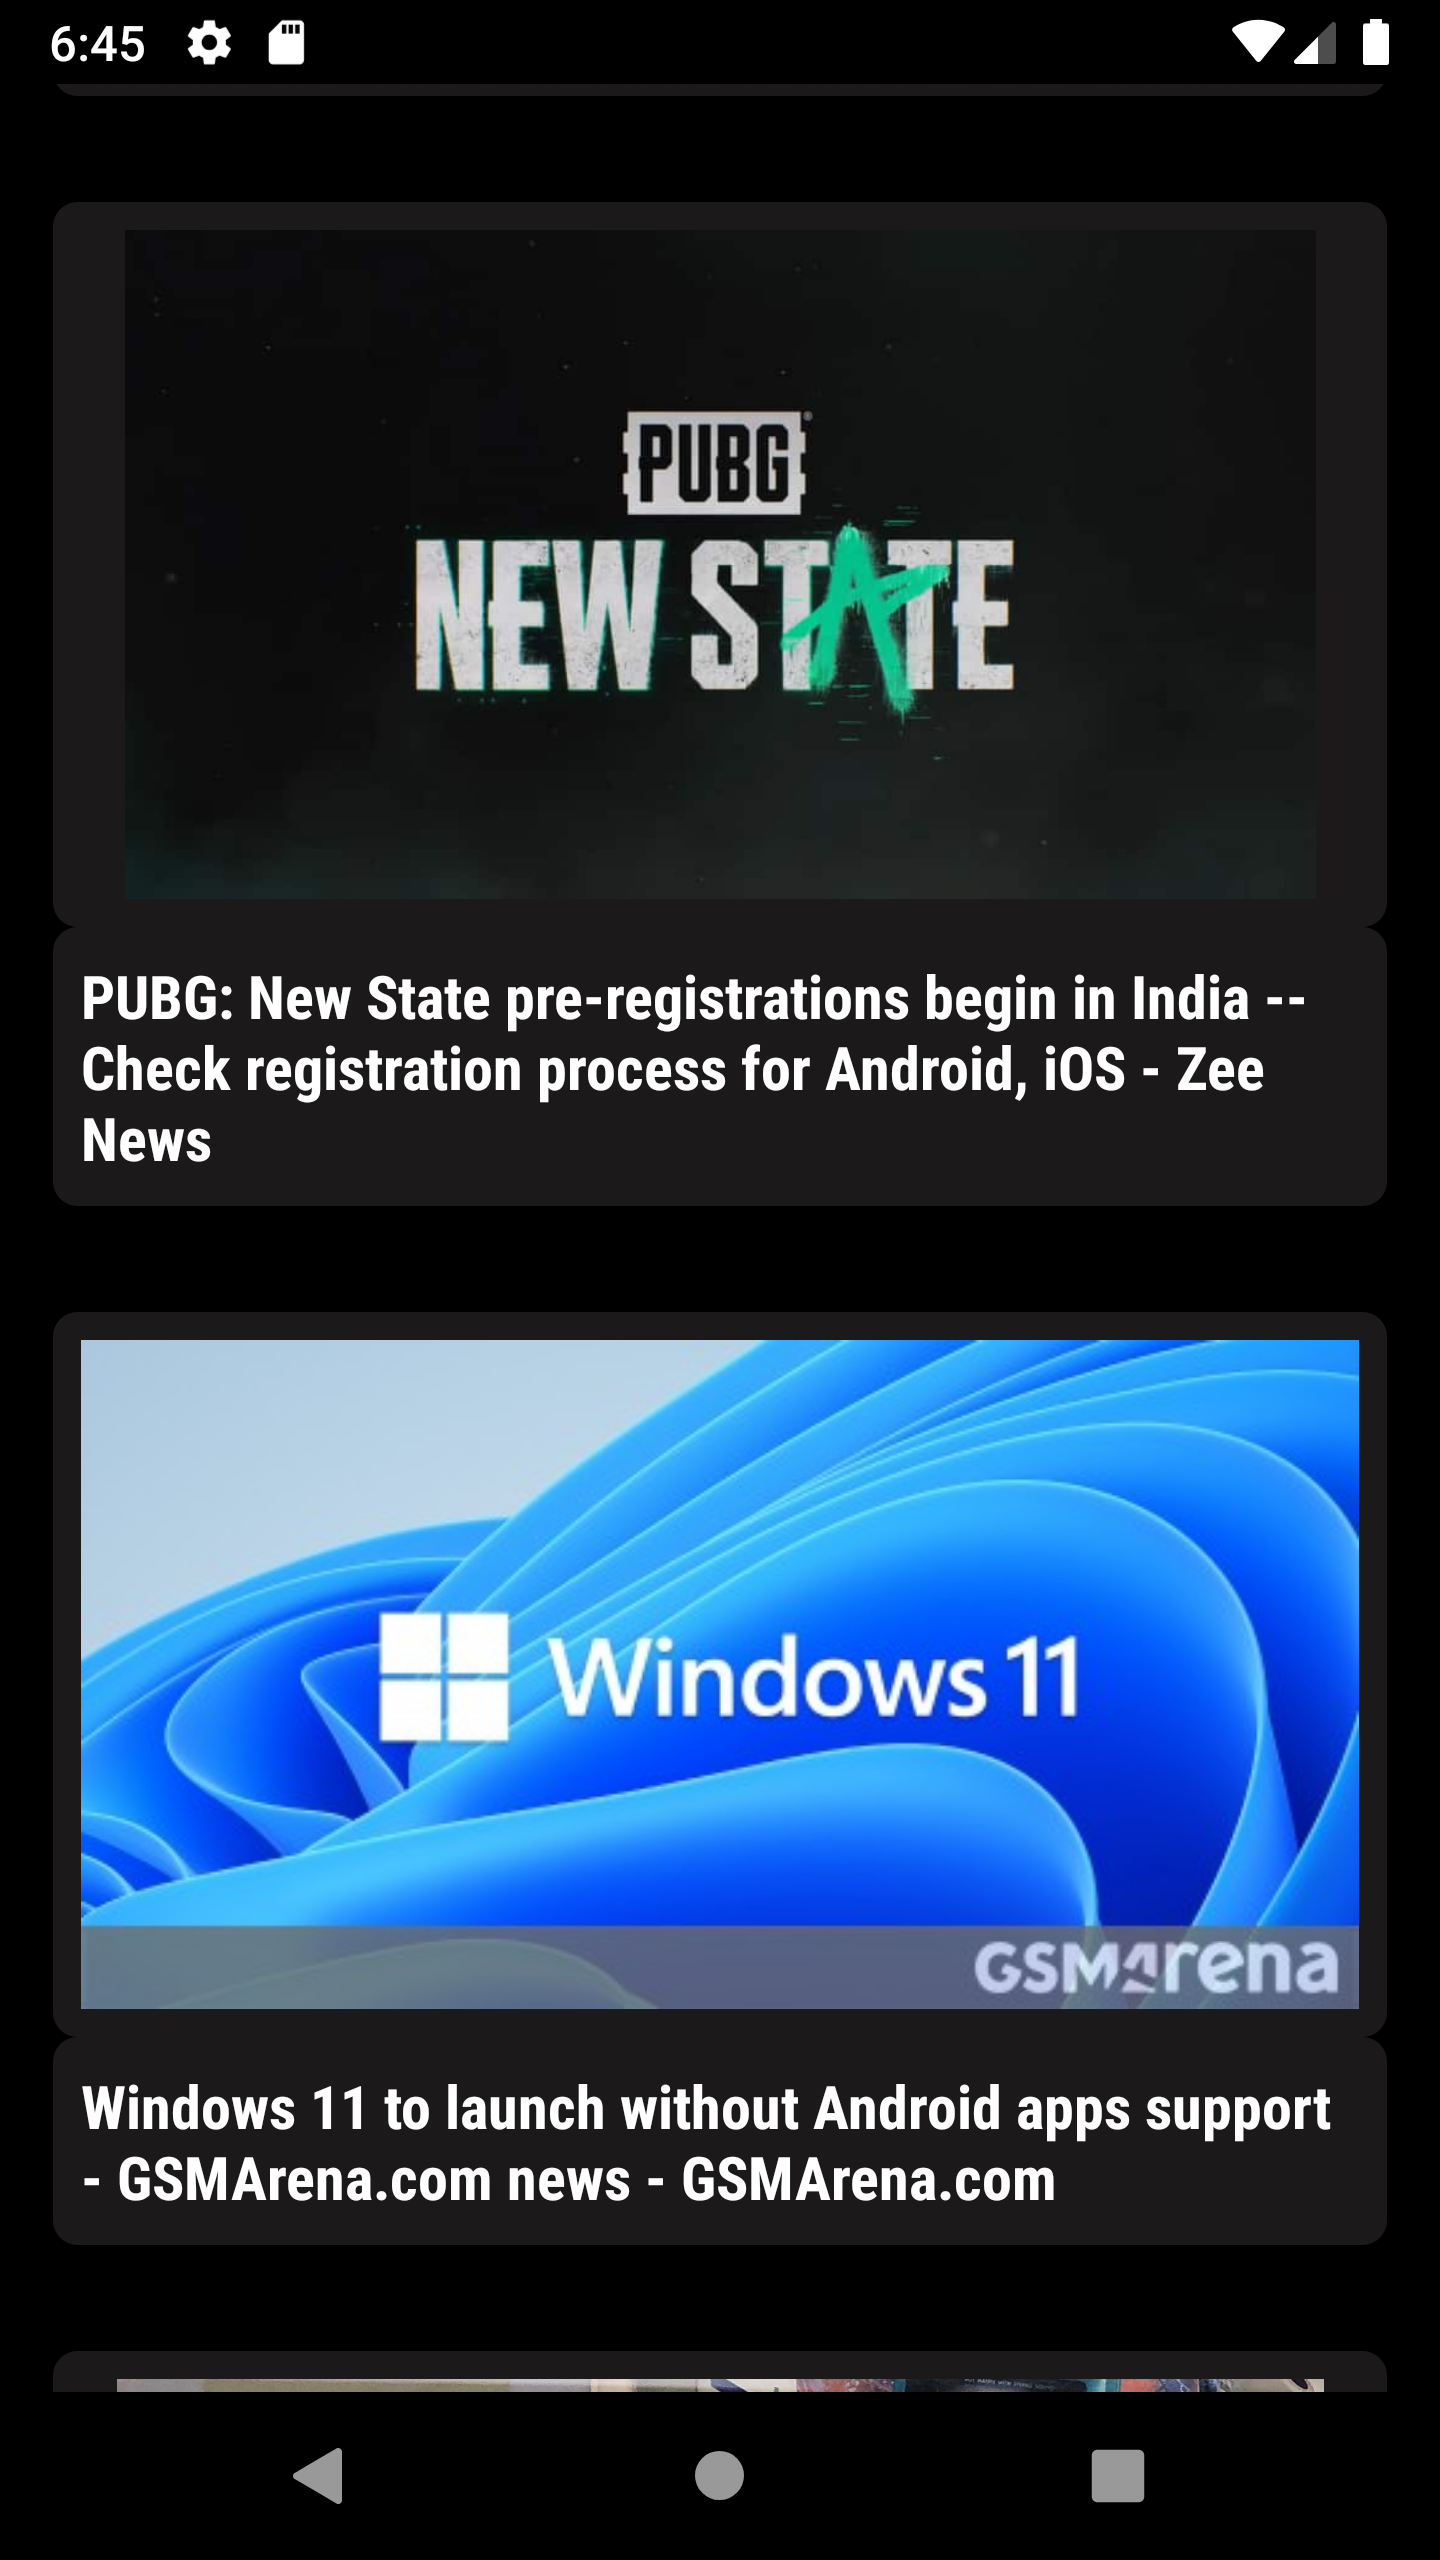 6:45
PUBG
NEW STATE
PUBG: New State pre-registrations begin in India --
Check registration process for Android, iOS - Zee
News
Windows 11
GSMArena
Windows 11 to launch without Android apps support
- GSMArena.com news - GSMArena.com